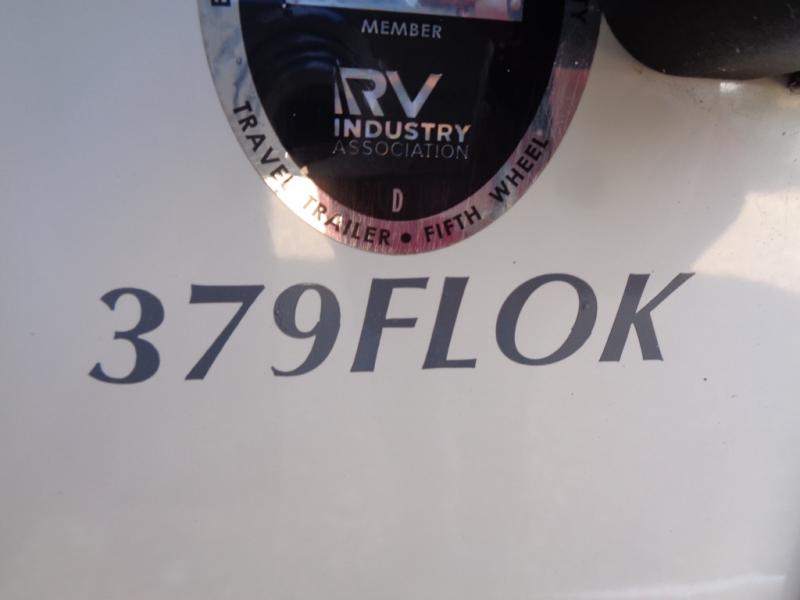 MEMBER
RV
INDUSTRY
ASSOCIATION
D
TRAVEL TRAILER • FIFTH WHEEL
379FLOK